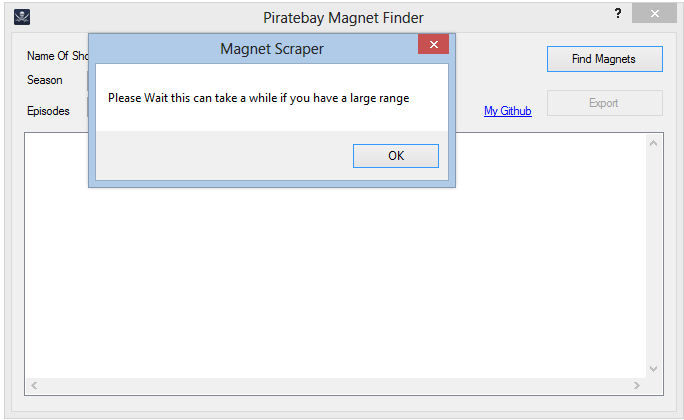 Piratebay Magnet Finder
?
Name Of Sho
Magnet Scraper
Find Magnets
Season
Please Wait this can take a while if you have a large range
Export
Episodes
My Github
OK